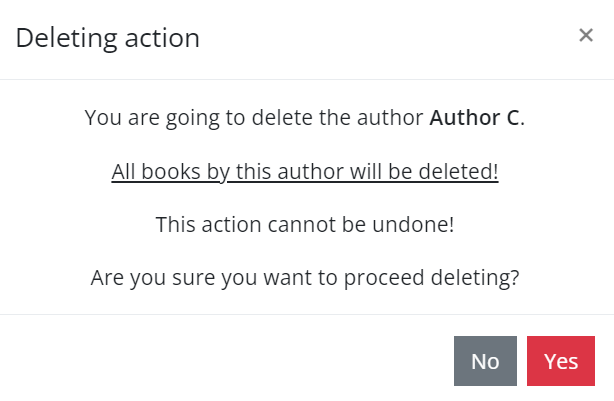 Deleting action ×
You are going to delete the author Author C.
All books by this author will be deleted!
This action cannot be undone!
Are you sure you want to proceed deleting?
No Yes